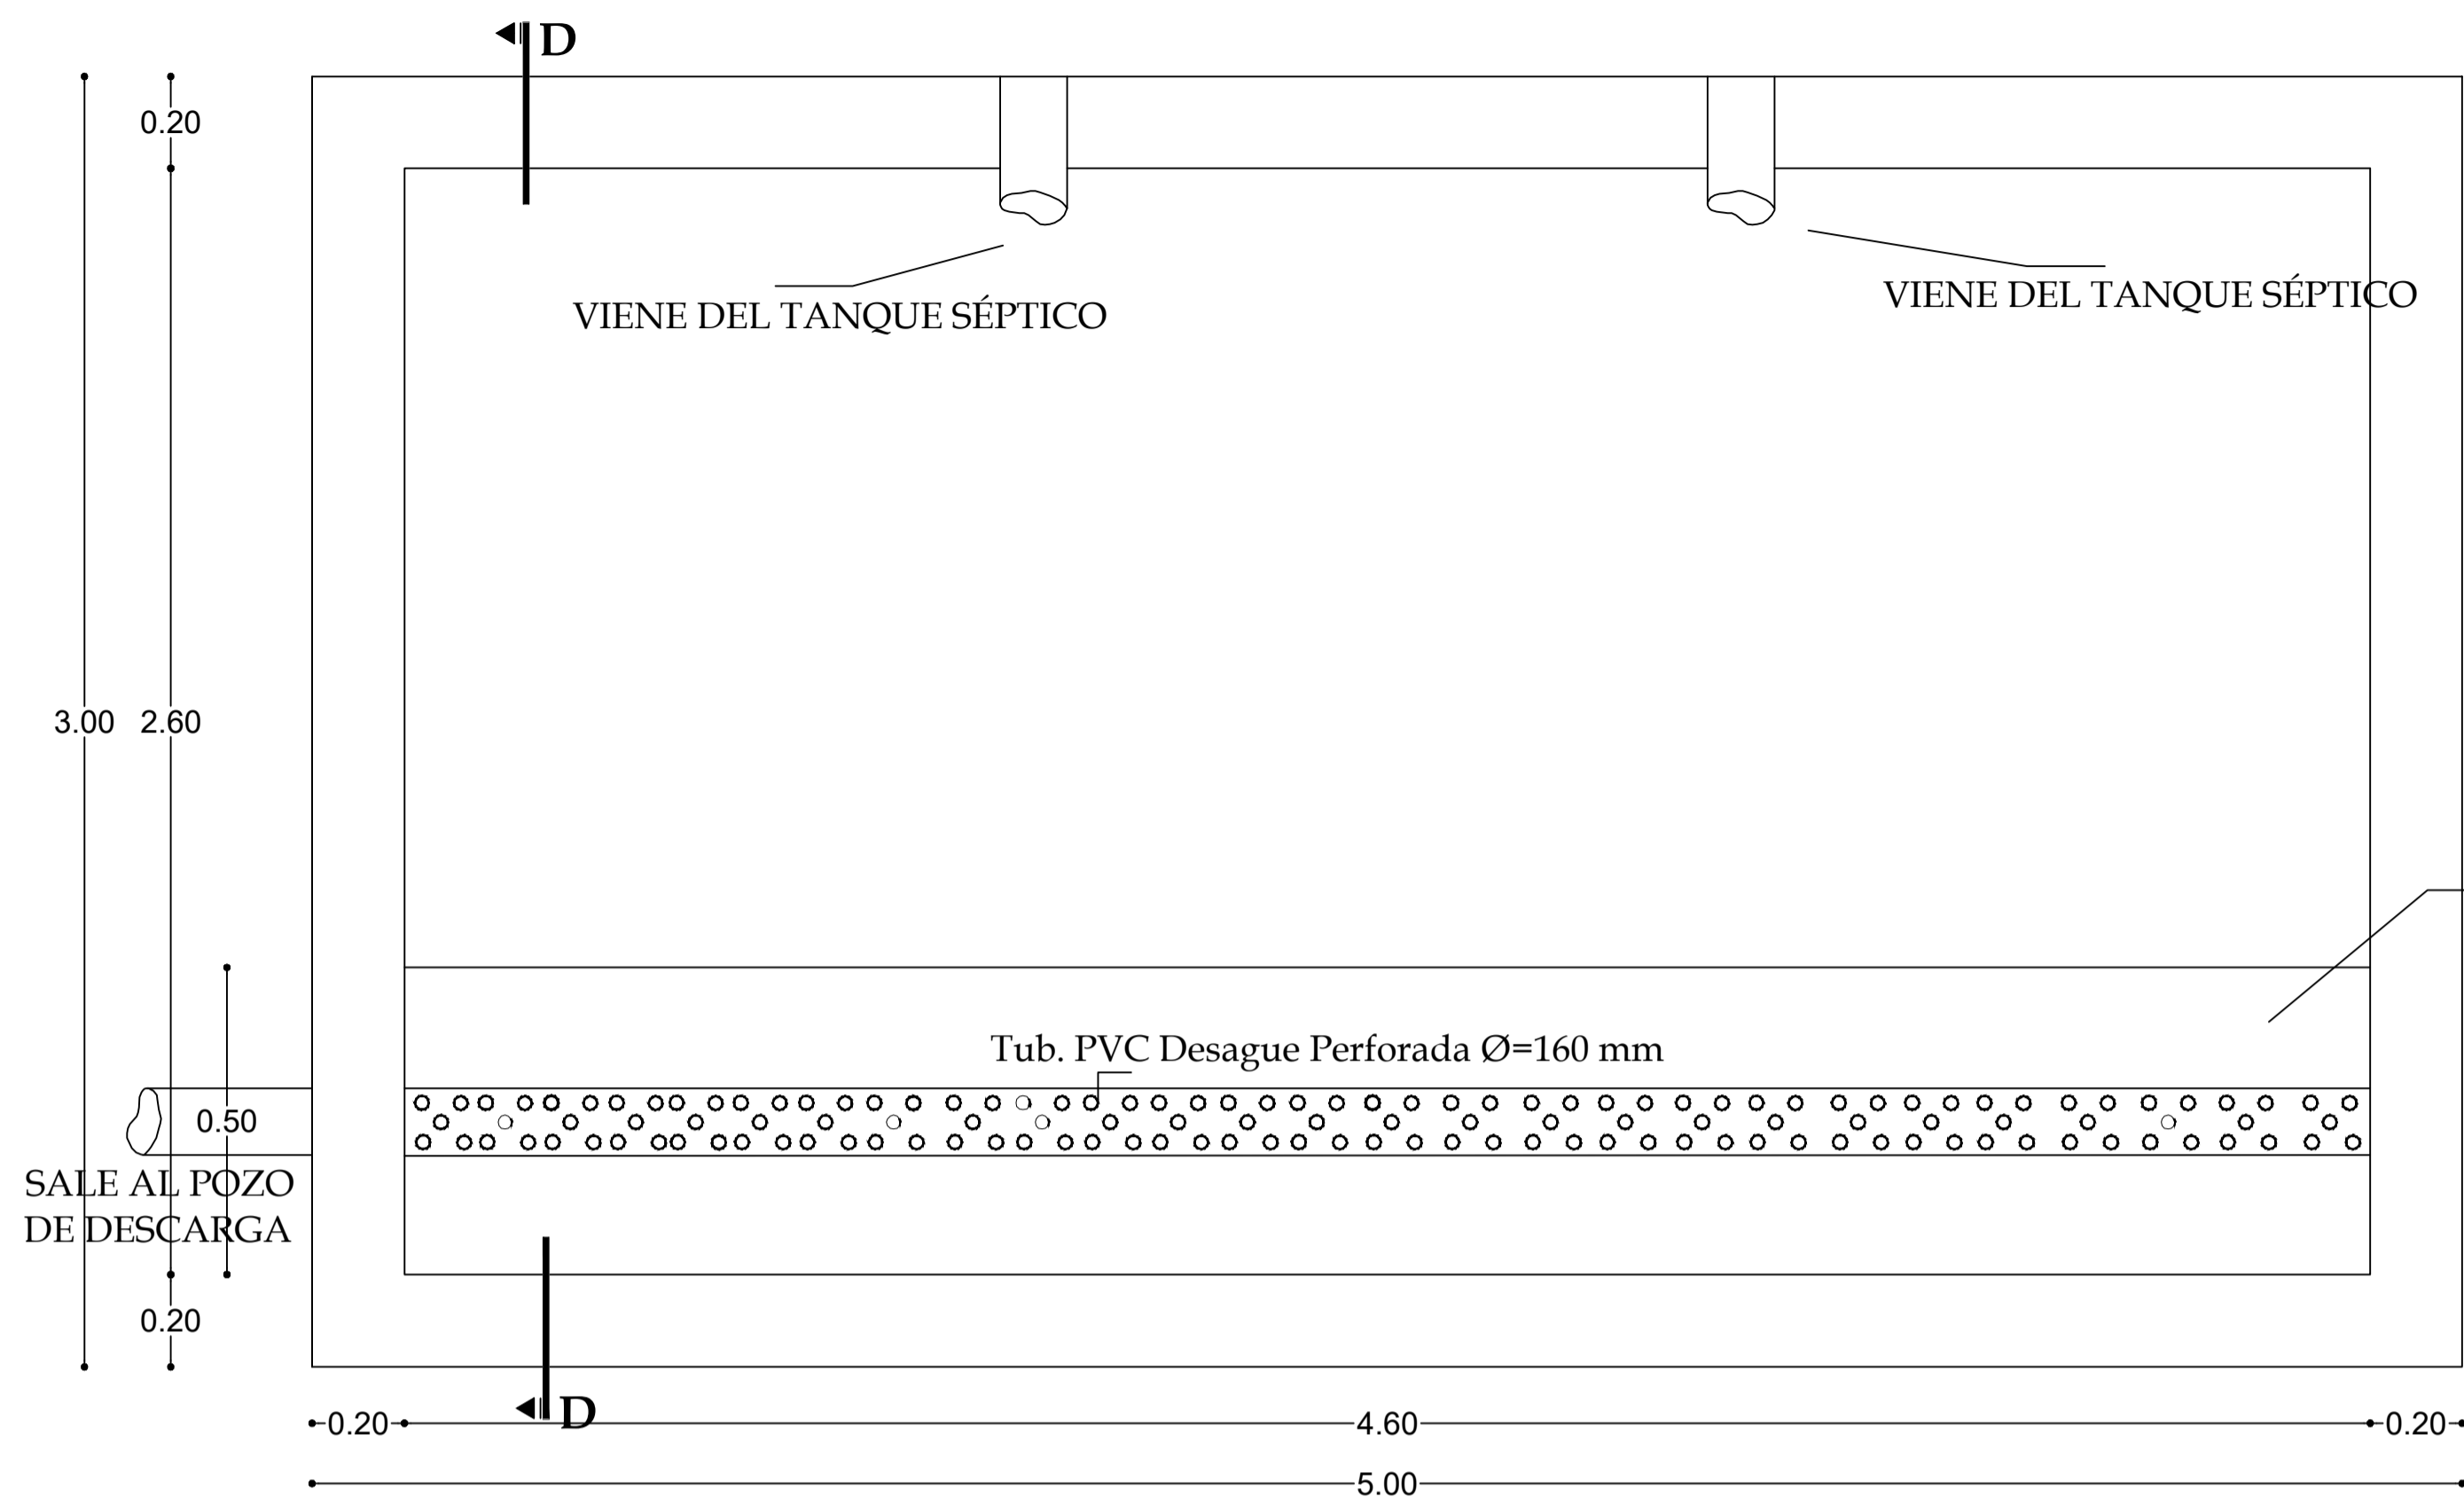 D
0.20
VIENE DEL TANQUE SÉPTICO
VIENE DEL TANQUE SÉPTICO
3.00
2.60
Tub. PVC Desague Perforada Ø=160 mm
0.50
SALE AL POZO
DE DESCARGA
0.20
D
0.20
4.60
0.20
5.00